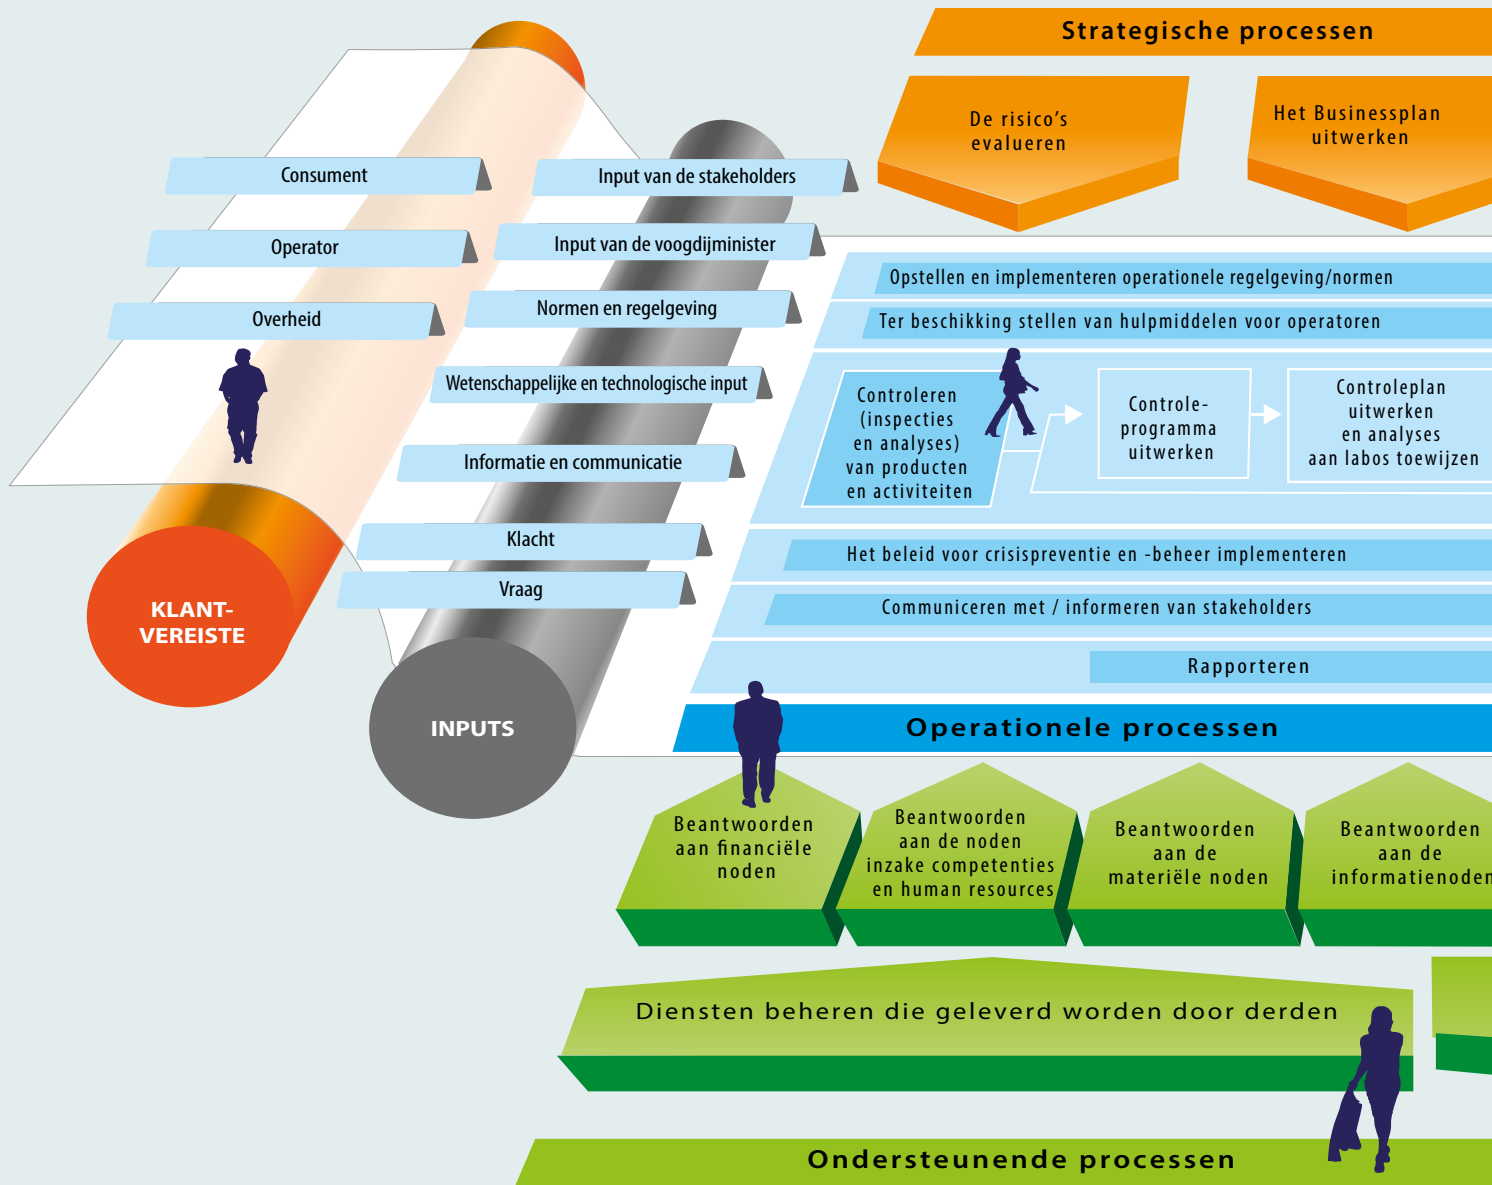 Strategische processen
De risico's
evalueren
Het Businessplan
uitwerken
Consument
Operator
Overheid
KLANT-
VEREISTE
Input van de stakeholders
Input van de voogdijminister
Normen en regelgeving
Wetenschappelijke en technologische input
Informatie en communicatie
Klacht
Vraag
INPUTS
Opstellen en implementeren operationele regelgeving/normen
Ter beschikking stellen van hulpmiddelen voor operatoren
Controleren
(inspecties
en analyses)
van producten
en activiteiten
Controle-
programma
uitwerken
Controleplan
uitwerken
en analyses
aan labos toewijzen
Het beleid voor crisispreventie en -beheer implementeren
Communiceren met / informeren van stakeholders
Rapporteren
Operationele processen
Beantwoorden
aan financiële
noden
Beantwoorden
aan de noden
inzake competenties
en human resources
Beantwoorden
aan de
materiële noden
Beantwoorden
aan de
informatienoden
Diensten beheren die geleverd worden door derden
Ondersteunende processen